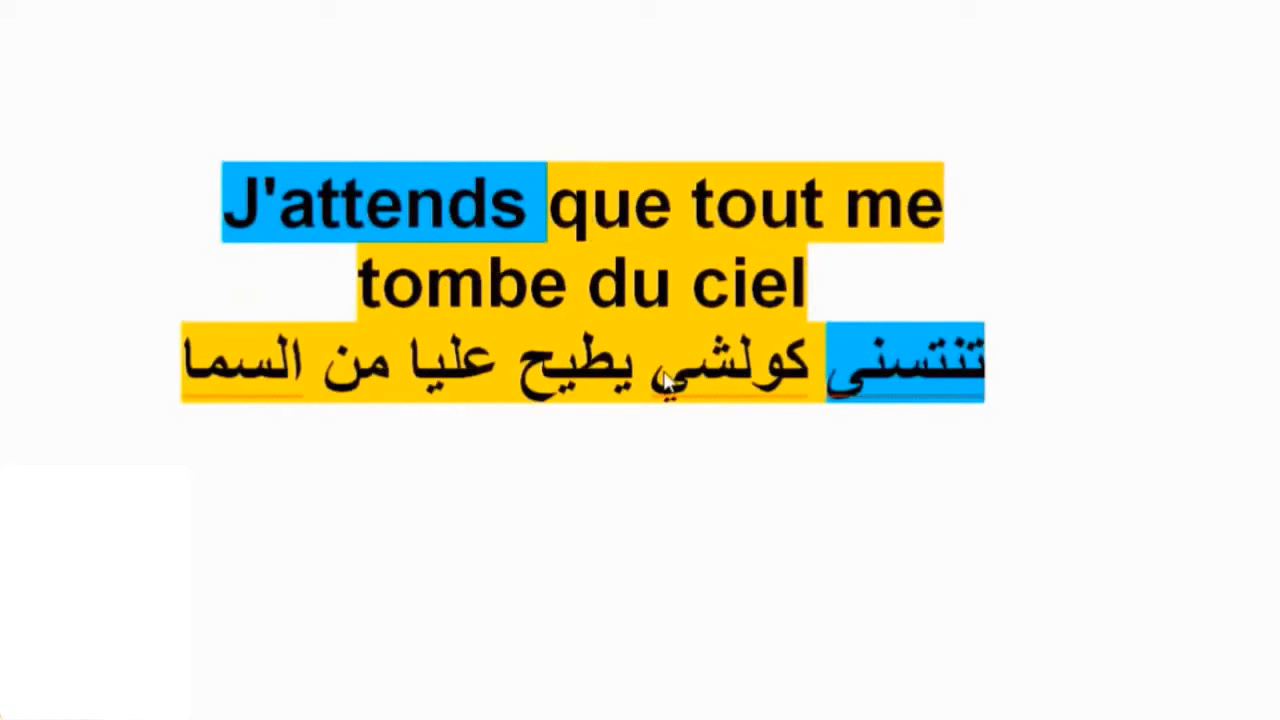 J'attends que tout me
tombe du ciel
تنتسنى كولشي يطيح عليا من السما